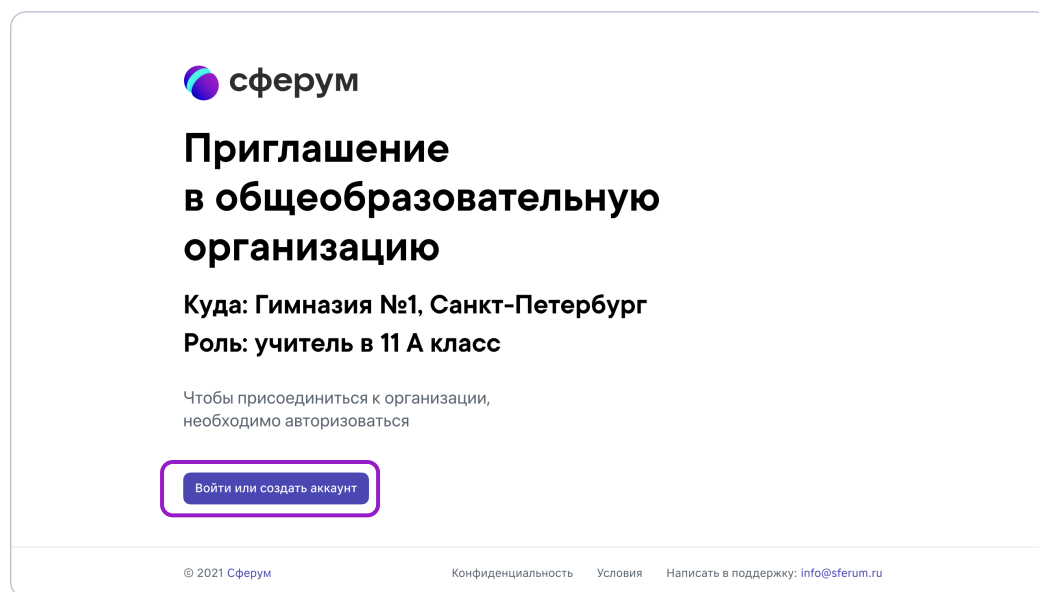 сферум
Приглашение
в общеобразовательную
организацию
Куда: Гимназия №1, Санкт-Петербург
Роль: учитель в 11 А класс
Чтобы присоединиться к организации,
необходимо авторизоваться
Войти или создать аккаунт
© 2021 Сферум Конфиденциальность Условия Написать в поддержку: info@sferum.ru